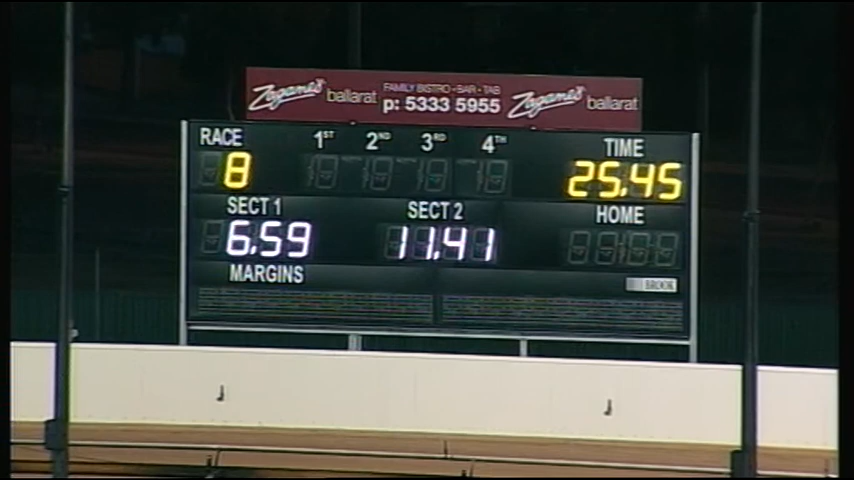 Zagame's ballarat FAMILY BISTRO • BAR • TAB Zagame's ballarat
p: 5333 5955
RACE 1ST 2ND 3RD 4TH TIME
8 25.45
SECT 1 SECT 2 HOME
6.59 11.41
MARGINS
BROOK